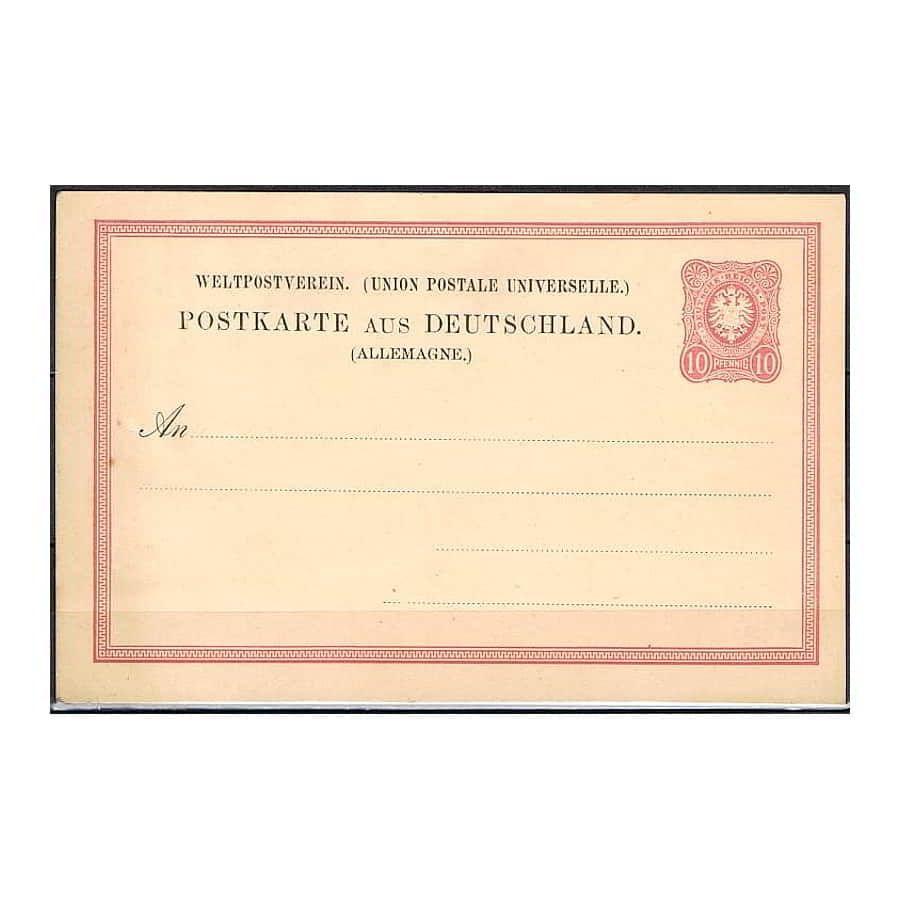 WELTPOSTVEREIN. (UNION POSTALE UNIVERSELLE.)
POSTKARTE AUS DEUTSCHLAND.
(ALLEMAGNE.)
DEUTSCHE REICHS-POST
10 PFENNIG 10
An